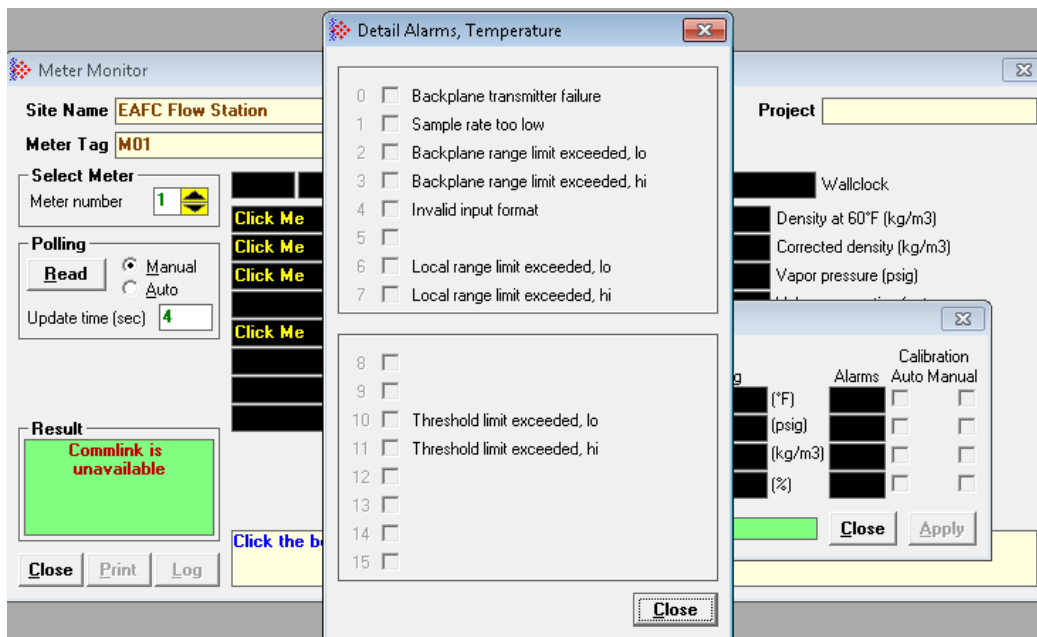 Detail Alarms, Temperature
0 Backplane transmitter failure
1 Sample rate too low
2 Backplane range limit exceeded, lo
3 Backplane range limit exceeded, hi
4 Invalid input format
5
6 Local range limit exceeded, lo
7 Local range limit exceeded, hi
8
9
10 Threshold limit exceeded, lo
11 Threshold limit exceeded, hi
12
13
14
15
Close
Meter Monitor
Site Name EAFC Flow Station
Project
Meter Tag M01
Select Meter
Meter number 1
Polling
Read
Manual
Auto
Update time (sec) 4
Click Me
Click Me
Click Me
Click Me
Wallclock
Density at 60°F (kg/m3)
Corrected density (kg/m3)
Vapor pressure (psig)
Result
Commlink is
unavailable
Click the
Close Print Log
Calibration
Alarms Auto Manual
(°F)
(psig)
(kg/m3)
(%)
Close Apply